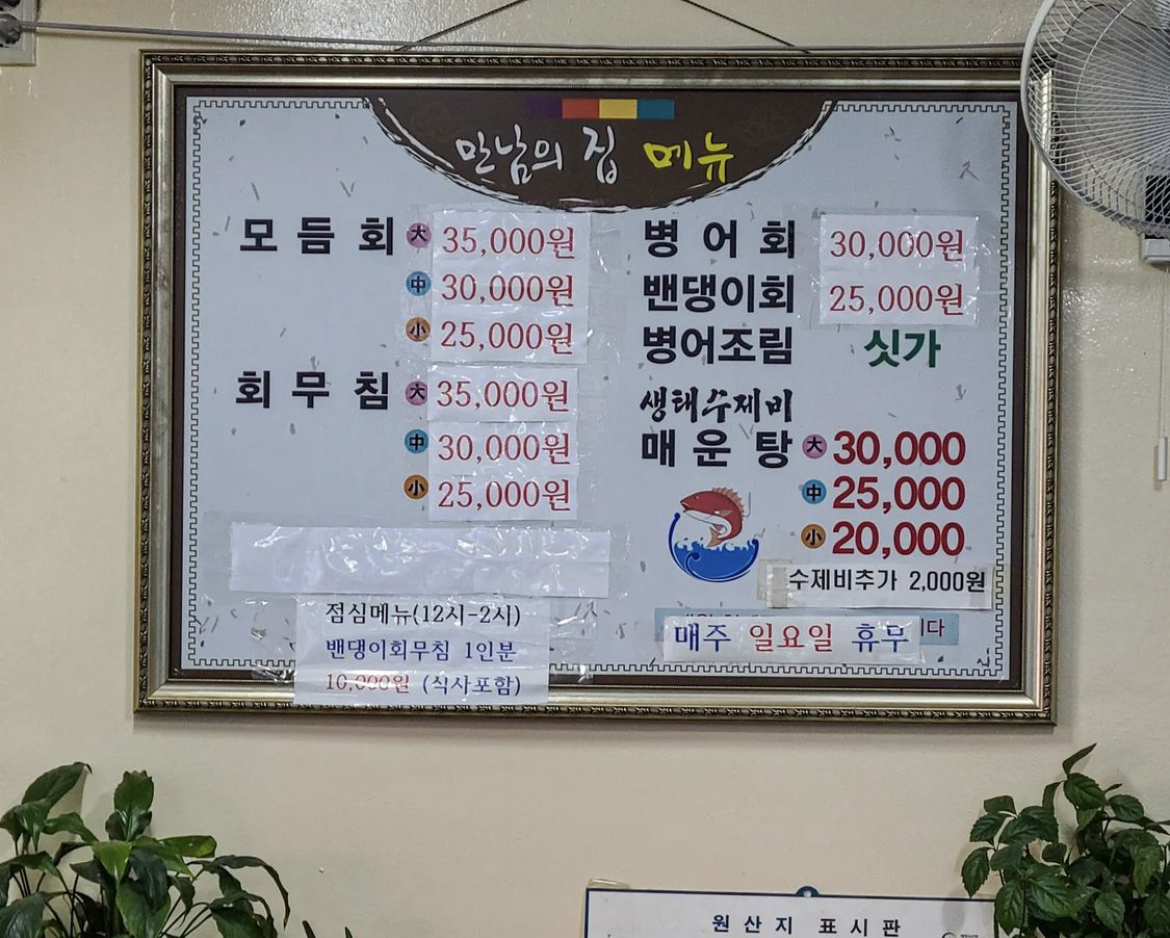 만남의 집 메뉴
모듬회 大 35,000원
中 30,000원
小 25,000원
회무침 大 35,000원
中 30,000원
小 25,000원
점심메뉴(12시-2시)
밴댕이회무침 1인분
10,000원 (식사포함)
병어회 30,000원
밴댕이회 25,000원
병어조림 싯가
생태수제비
매운탕 大 30,000
中 25,000
小 20,000
수제비추가 2,000원
매주 일요일 휴무
니다
원산지 표시판